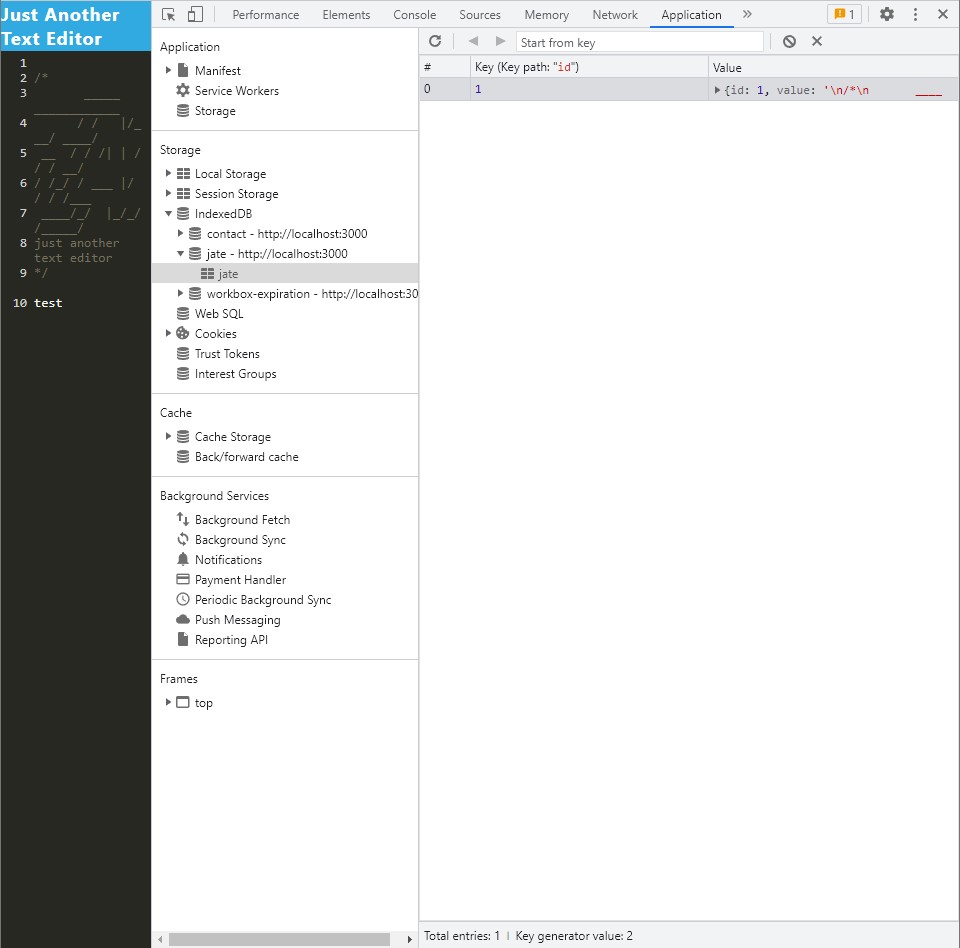 Just Another
Text Editor
1
2 /*
3        _____
____________
4       / /   |/_
__/ ____/
5  __  / / /| | /
/ / __/
6 / /_/ / ___ |/
/ / /___
7  ____/_/  |_/_/
/_____/
8 just another
text editor
9 */
10 test
Performance Elements Console Sources Memory Network Application » 1
Application
Manifest
Service Workers
Storage
Storage
Local Storage
Session Storage
IndexedDB
contact - http://localhost:3000
jate - http://localhost:3000
jate
workbox-expiration - http://localhost:30
Web SQL
Cookies
Trust Tokens
Interest Groups
Cache
Cache Storage
Back/forward cache
Background Services
Background Fetch
Background Sync
Notifications
Payment Handler
Periodic Background Sync
Push Messaging
Reporting API
Frames
top
Start from key
# Key (Key path: "id") Value
0 1 {id: 1, value: '\n/*\n       ____
Total entries: 1 Key generator value: 2